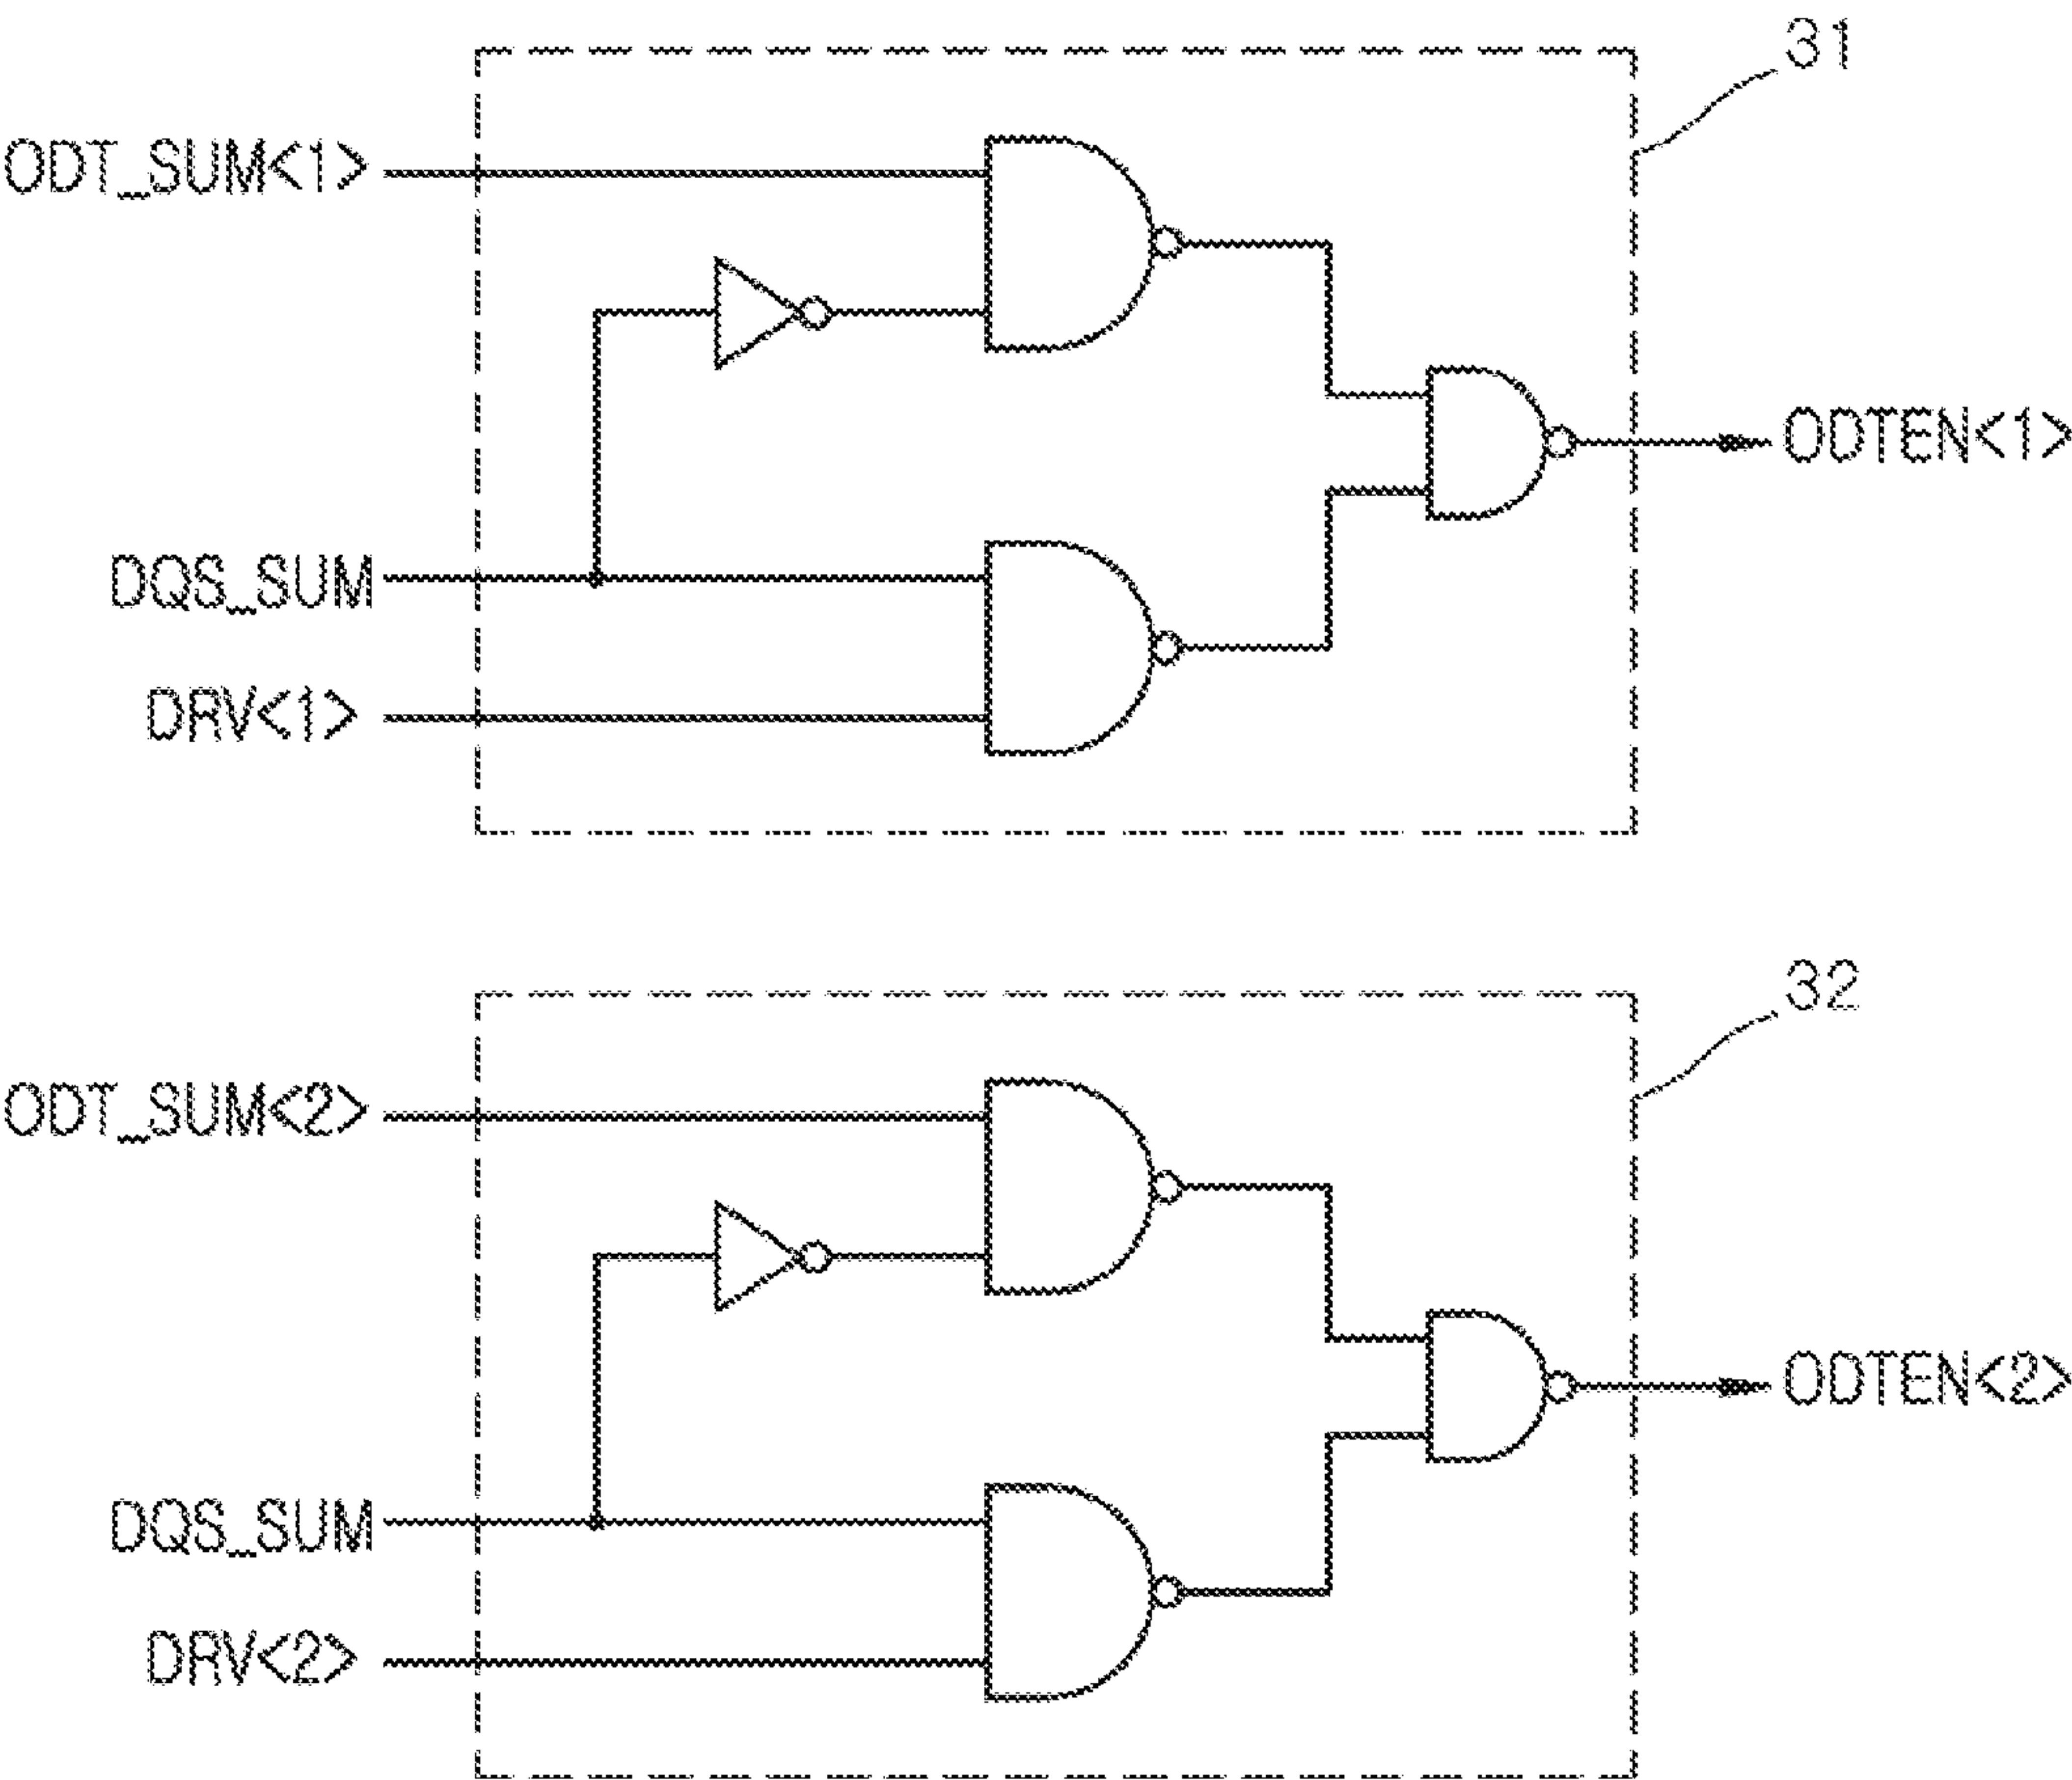 31
ODT_SUM<1>
ODTEN<1>
DQS_SUM
DRV<1>
32
ODT_SUM<2>
ODTEN<2>
DQS_SUM
DRV<2>